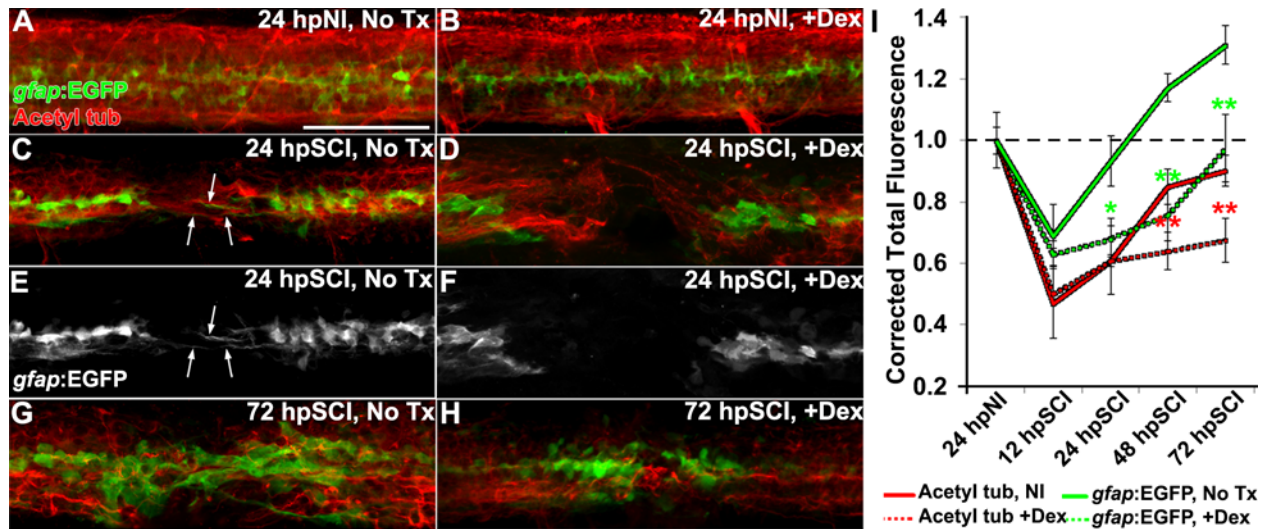 A 24 hpNI, No Tx
gfap:EGFP
Acetyl tub
B 24 hpNI, +Dex
C 24 hpSCI, No Tx
D 24 hpSCI, +Dex
E 24 hpSCI, No Tx
gfap:EGFP
F 24 hpSCI, +Dex
G 72 hpSCI, No Tx
H 72 hpSCI, +Dex
I
Corrected Total Fluorescence
1.4
1.2
1.0
0.8
0.6
0.4
0.2
**
**
*
**
**
24 hpNI
12 hpSCI
24 hpSCI
48 hpSCI
72 hpSCI
Acetyl tub, NI
gfap:EGFP, No Tx
Acetyl tub +Dex
gfap:EGFP, +Dex